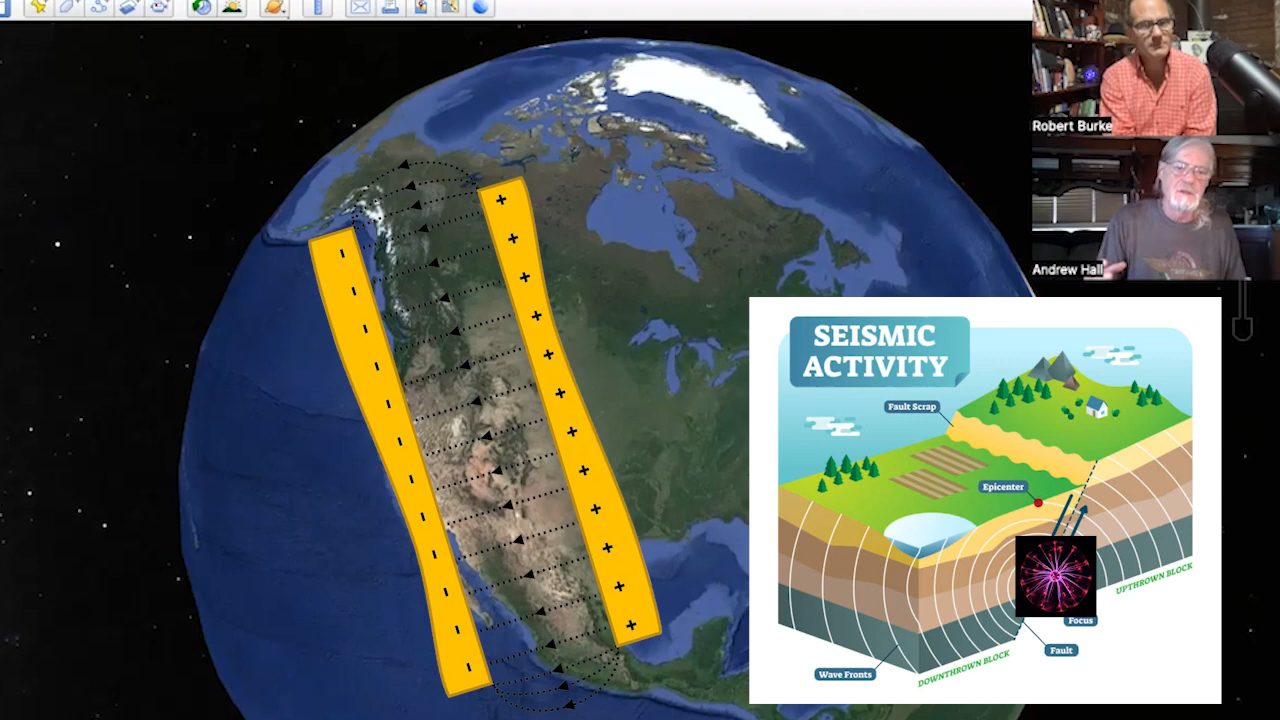 Robert Burke
Andrew Hall
SEISMIC
ACTIVITY
Fault Scrap
Epicenter
UPTHROWN BLOCK
Focus
Fault
DOWNTHROWN BLOCK
Wave Fronts